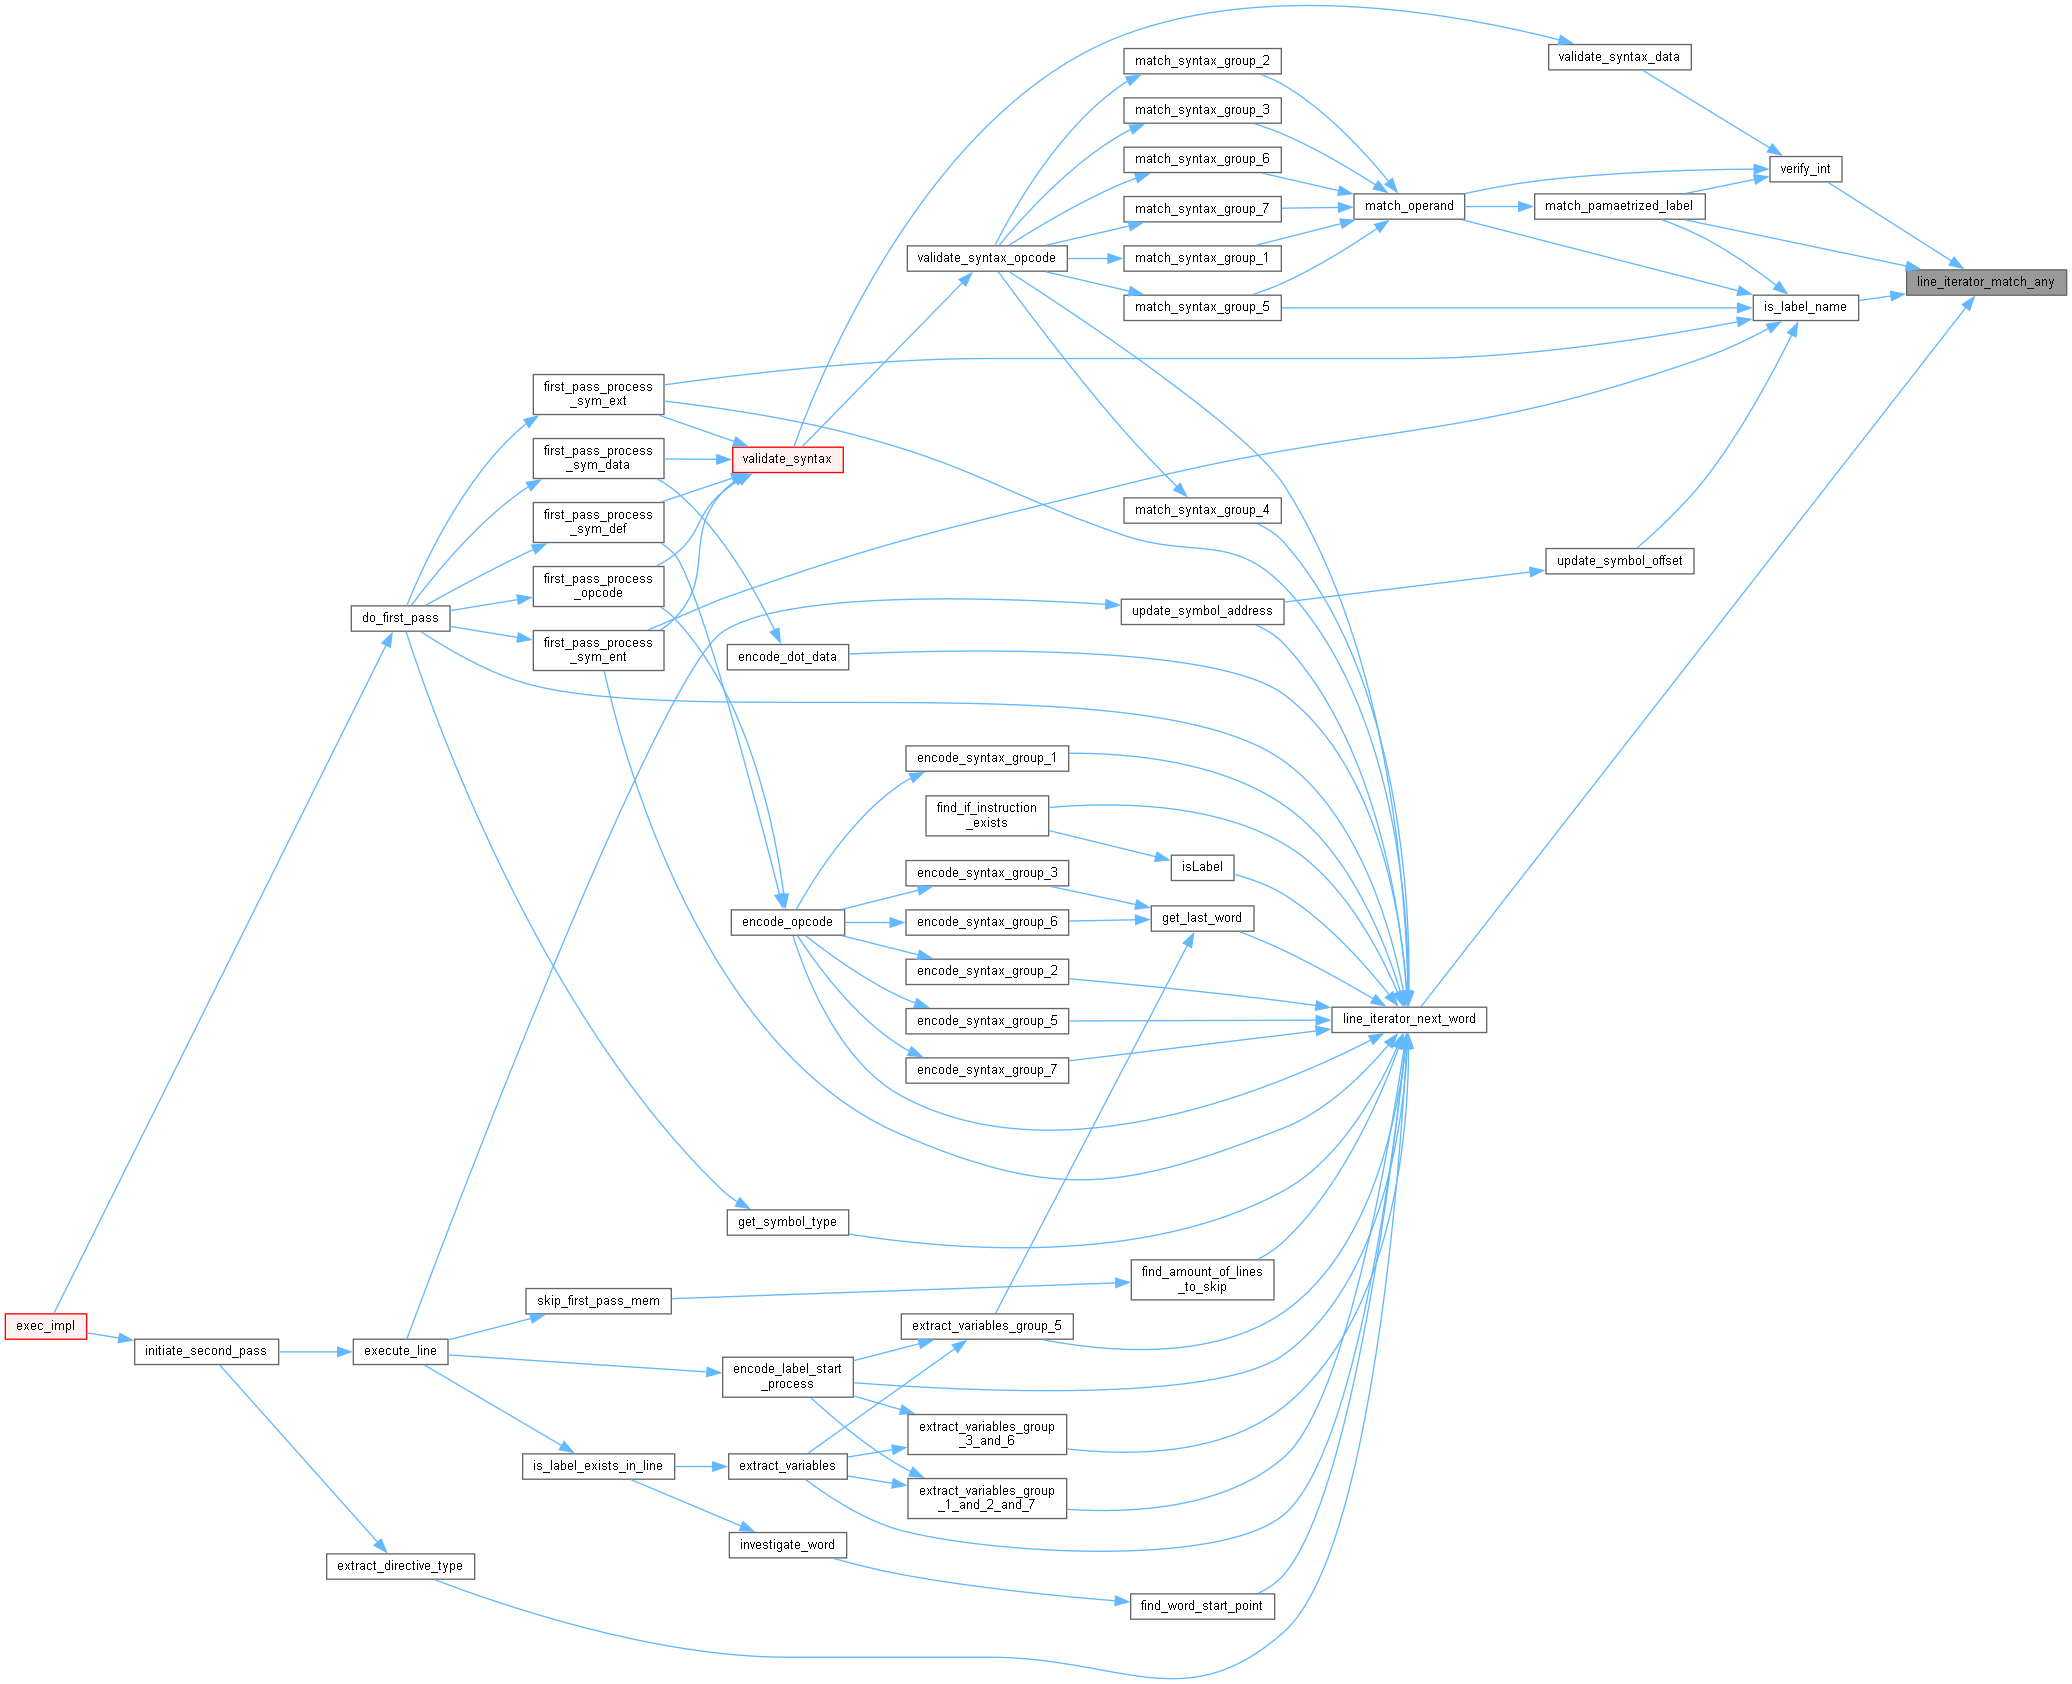 validate_syntax_data
match_syntax_group_2
match_syntax_group_3
match_syntax_group_6
verify_int
match_operand
match_pamaetrized_label
match_syntax_group_7
validate_syntax_opcode
match_syntax_group_1
line_iterator_match_any
match_syntax_group_5
is_label_name
first_pass_process
_sym_ext
first_pass_process
_sym_data
validate_syntax
first_pass_process
_sym_def
match_syntax_group_4
first_pass_process
_opcode
update_symbol_offset
do_first_pass
update_symbol_address
first_pass_process
_sym_ent
encode_dot_data
encode_syntax_group_1
find_if_instruction
_exists
isLabel
encode_syntax_group_3
encode_opcode
encode_syntax_group_6
get_last_word
encode_syntax_group_2
encode_syntax_group_5
line_iterator_next_word
encode_syntax_group_7
get_symbol_type
find_amount_of_lines
_to_skip
skip_first_pass_mem
exec_impl
extract_variables_group_5
initiate_second_pass
execute_line
encode_label_start
_process
extract_variables_group
_3_and_6
is_label_exists_in_line
extract_variables
extract_variables_group
_1_and_2_and_7
investigate_word
extract_directive_type
find_word_start_point